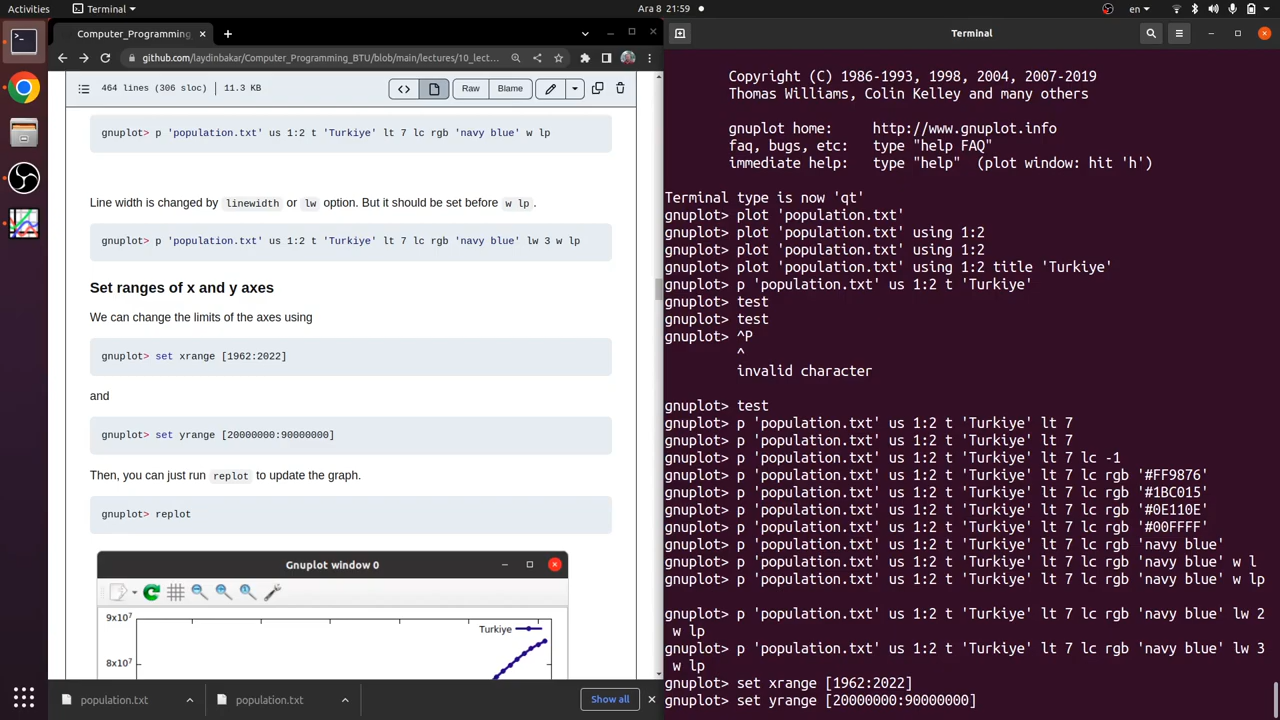 Activities
Terminal
Ara 8 21:59
en
Computer_Programming
github.com/laydinbakar/Computer_Programming_BTU/blob/main/lectures/10_lect...
464 lines (306 sloc) 11.3 KB
Raw
Blame
gnuplot> p 'population.txt' us 1:2 t 'Turkiye' lt 7 lc rgb 'navy blue' w lp
Line width is changed by linewidth or lw option. But it should be set before w lp.
gnuplot> p 'population.txt' us 1:2 t 'Turkiye' lt 7 lc rgb 'navy blue' lw 3 w lp
Set ranges of x and y axes
We can change the limits of the axes using
gnuplot> set xrange [1962:2022]
and
gnuplot> set yrange [20000000:90000000]
Then, you can just run replot to update the graph.
gnuplot> replot
Gnuplot window 0
9x10⁷
Turkiye
8x10⁷
population.txt
population.txt
Show all
Terminal
Copyright (C) 1986-1993, 1998, 2004, 2007-2019
Thomas Williams, Colin Kelley and many others
gnuplot home: http://www.gnuplot.info
faq, bugs, etc: type "help FAQ"
immediate help: type "help" (plot window: hit 'h')
Terminal type is now 'qt'
gnuplot> plot 'population.txt'
gnuplot> plot 'population.txt' using 1:2
gnuplot> plot 'population.txt' using 1:2
gnuplot> plot 'population.txt' using 1:2 title 'Turkiye'
gnuplot> p 'population.txt' us 1:2 t 'Turkiye'
gnuplot> test
gnuplot> test
gnuplot> ^P
^
invalid character
gnuplot> test
gnuplot> p 'population.txt' us 1:2 t 'Turkiye' lt 7
gnuplot> p 'population.txt' us 1:2 t 'Turkiye' lt 7
gnuplot> p 'population.txt' us 1:2 t 'Turkiye' lt 7 lc -1
gnuplot> p 'population.txt' us 1:2 t 'Turkiye' lt 7 lc rgb '#FF9876'
gnuplot> p 'population.txt' us 1:2 t 'Turkiye' lt 7 lc rgb '#1BC015'
gnuplot> p 'population.txt' us 1:2 t 'Turkiye' lt 7 lc rgb '#0E110E'
gnuplot> p 'population.txt' us 1:2 t 'Turkiye' lt 7 lc rgb '#00FFFF'
gnuplot> p 'population.txt' us 1:2 t 'Turkiye' lt 7 lc rgb 'navy blue'
gnuplot> p 'population.txt' us 1:2 t 'Turkiye' lt 7 lc rgb 'navy blue' w l
gnuplot> p 'population.txt' us 1:2 t 'Turkiye' lt 7 lc rgb 'navy blue' w lp
gnuplot> p 'population.txt' us 1:2 t 'Turkiye' lt 7 lc rgb 'navy blue' lw 2
w lp
gnuplot> p 'population.txt' us 1:2 t 'Turkiye' lt 7 lc rgb 'navy blue' lw 3
w lp
gnuplot> set xrange [1962:2022]
gnuplot> set yrange [20000000:90000000]